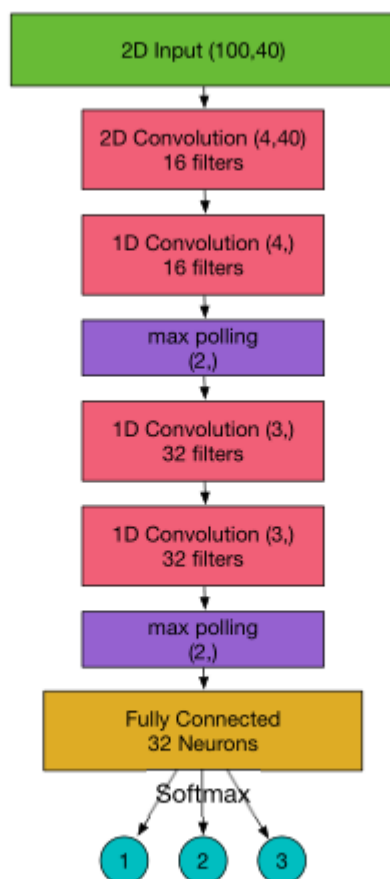 2D Input (100,40)
2D Convolution (4,40)
16 filters
1D Convolution (4,)
16 filters
max polling
(2,)
1D Convolution (3,)
32 filters
1D Convolution (3,)
32 filters
max polling
(2,)
Fully Connected
32 Neurons
Softmax
1 2 3